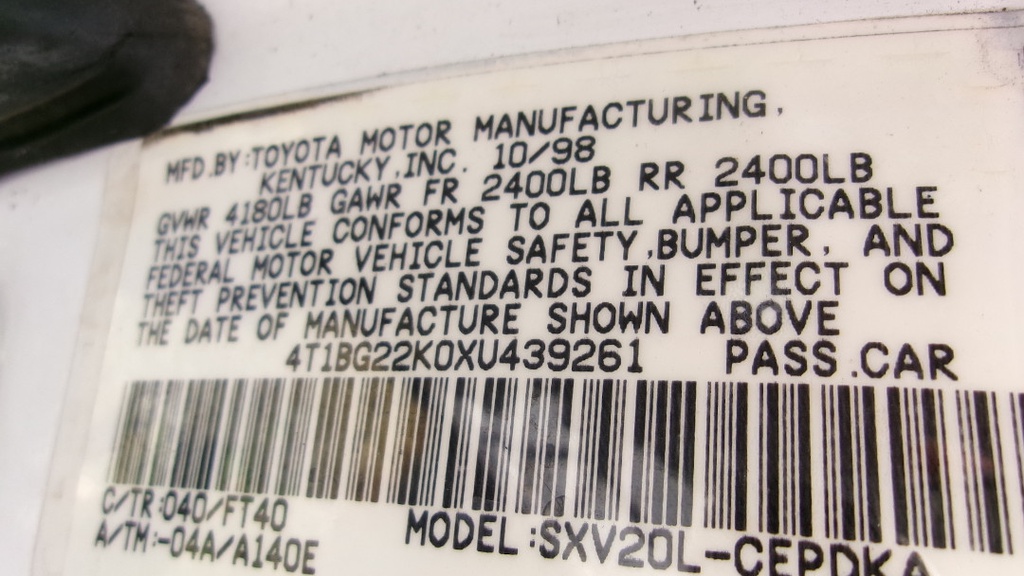 MFD.BY:TOYOTA MOTOR MANUFACTURING,
KENTUCKY,INC. 10/98
GVWR 4180LB GAWR FR 2400LB RR 2400LB
THIS VEHICLE CONFORMS TO ALL APPLICABLE
FEDERAL MOTOR VEHICLE SAFETY,BUMPER, AND
THEFT PREVENTION STANDARDS IN EFFECT ON
THE DATE OF MANUFACTURE SHOWN ABOVE
4T1BG22K0XU439261 PASS.CAR
C/TR:040/FT40
A/TM:-04A/A140E
MODEL:SXV20L-CEPDKA